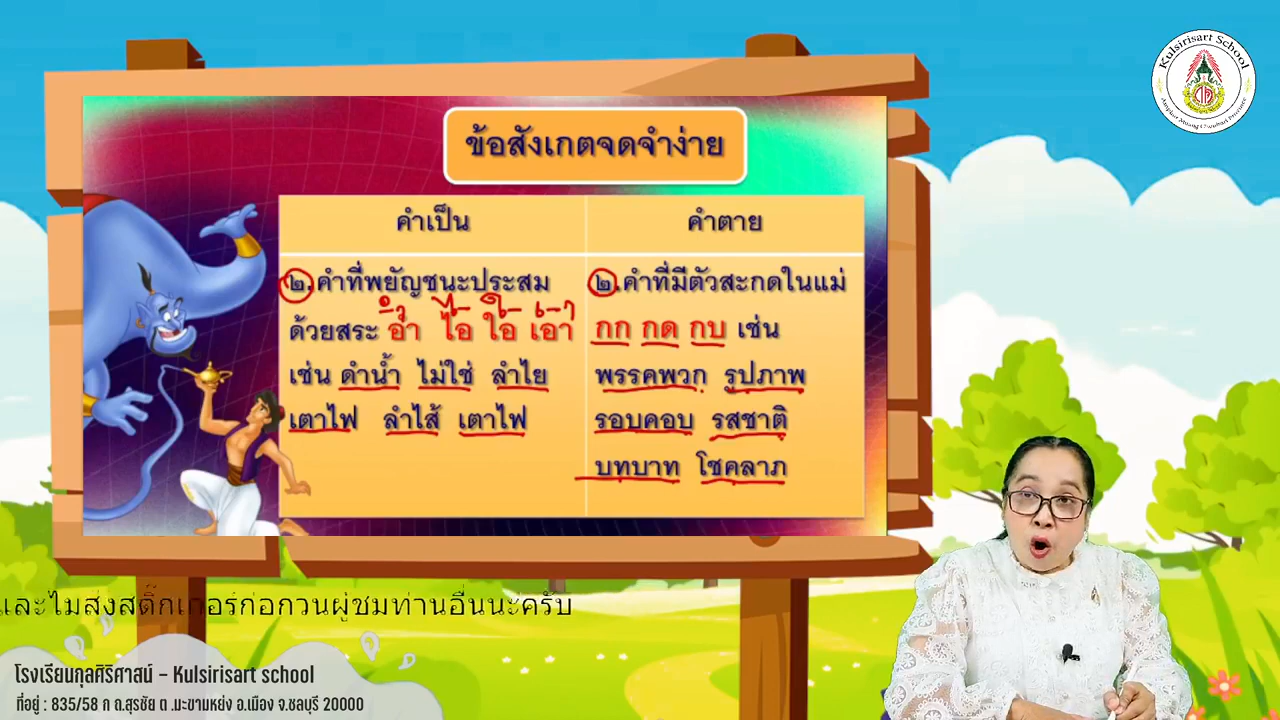 Kulsirisart School
ข้อสังเกตจดจำง่าย
คำเป็น
คำตาย
๒.คำที่พยัญชนะประสม
ด้วยสระ อำ ไอ ใอ เอา
เช่น ดำน้ำ ไม่ใช่ ลำไย
เตาไฟ ลำไส้ เตาไฟ
๒.คำที่มีตัวสะกดในแม่
กก กด กบ เช่น
พรรคพวก รูปภาพ
รอบคอบ รสชาติ
บทบาท โชคลาภ
และไม่ส่งสติ๊กเกอร์ก่อกวนผู้ชมท่านอื่นนะครับ
โรงเรียนกุลศิริศาสน์ - Kulsirisart school
ที่อยู่ : 835/58 ก ถ.สุรชัย ต .มะขามหย่ง อ.เมือง จ.ชลบุรี 20000